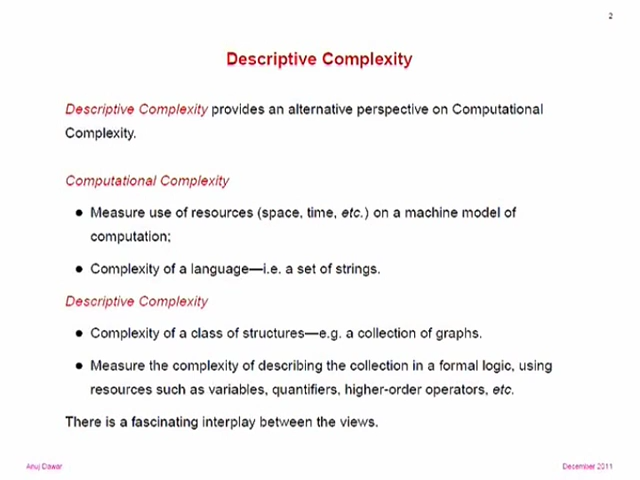 2
Descriptive Complexity
Descriptive Complexity provides an alternative perspective on Computational
Complexity.
Computational Complexity
● Measure use of resources (space, time, etc.) on a machine model of
computation;
● Complexity of a language—i.e. a set of strings.
Descriptive Complexity
● Complexity of a class of structures—e.g. a collection of graphs.
● Measure the complexity of describing the collection in a formal logic, using
resources such as variables, quantifiers, higher-order operators, etc.
There is a fascinating interplay between the views.
Anuj Dawar
December 2011